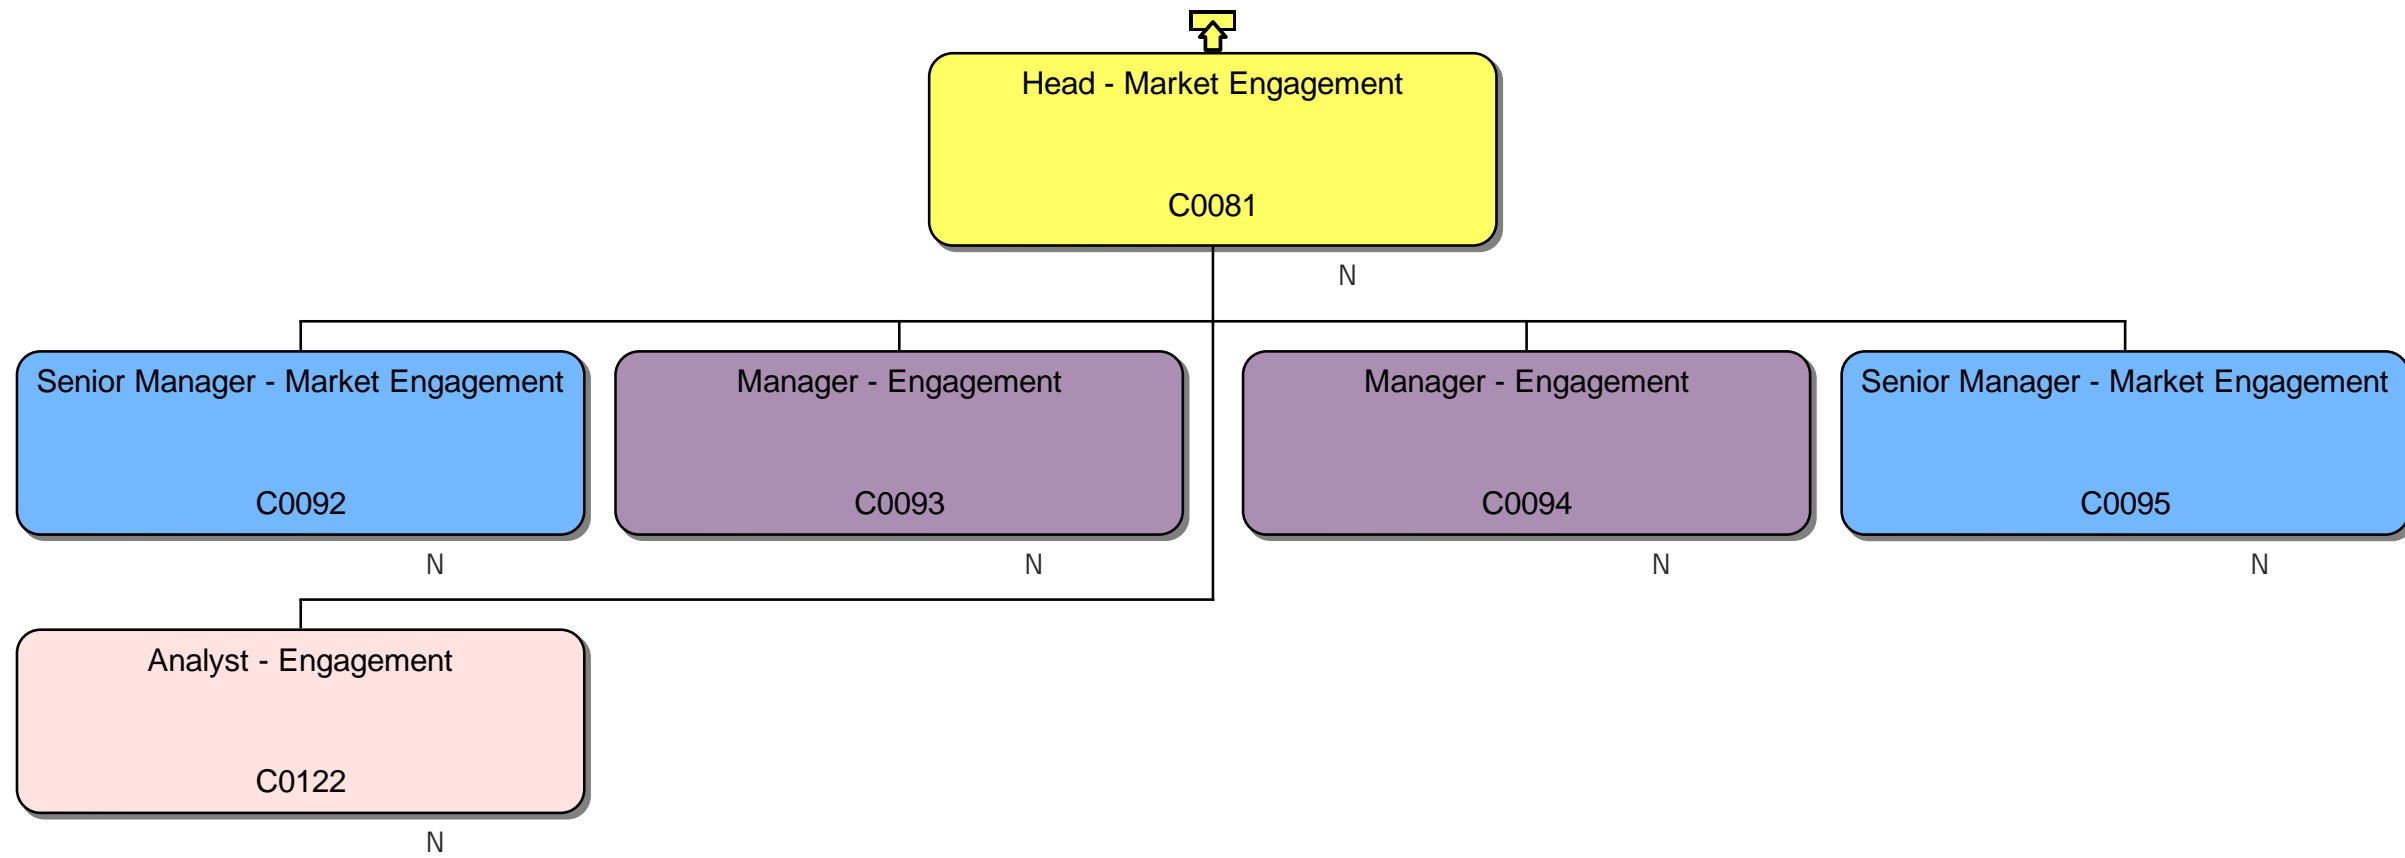 Head - Market Engagement
C0081
N
Senior Manager - Market Engagement
C0092
N
Manager - Engagement
C0093
N
Manager - Engagement
C0094
N
Senior Manager - Market Engagement
C0095
N
Analyst - Engagement
C0122
N